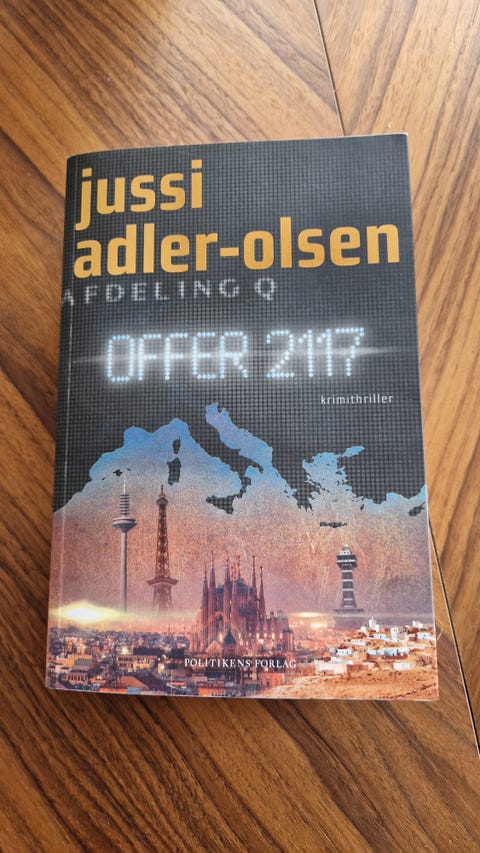 jussi
adler-olsen
AFDELING Q
OFFER 2117
krimithriller
POLITIKENS FORLAG